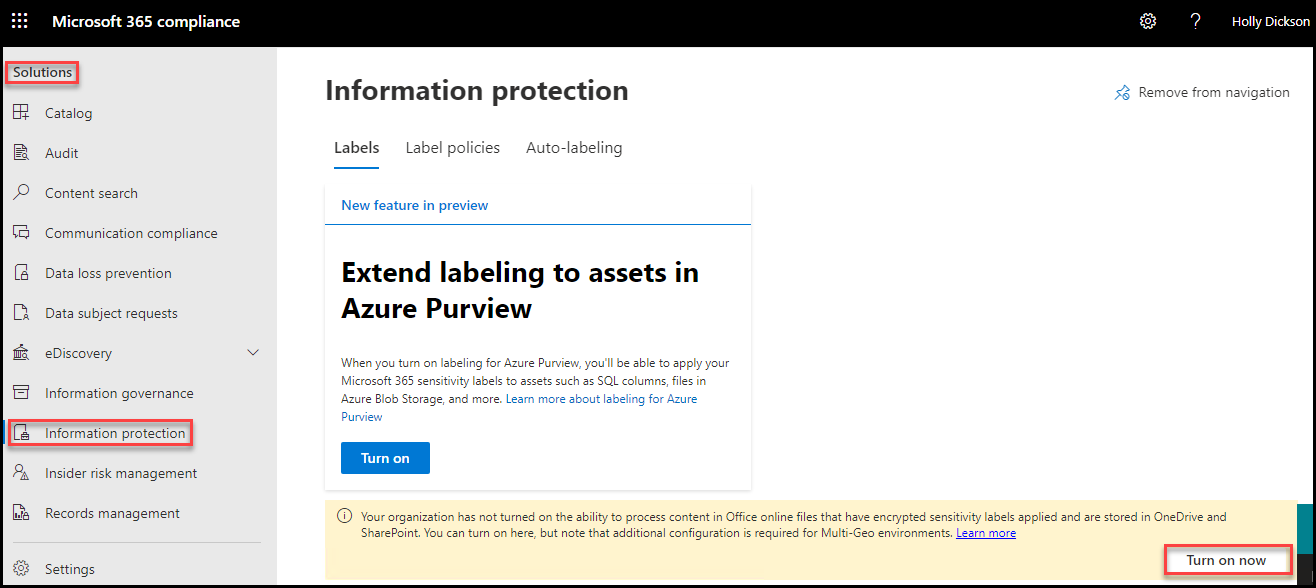 Microsoft 365 compliance
?
Holly Dickson
Solutions
Catalog
Audit
Content search
Communication compliance
Data loss prevention
Data subject requests
eDiscovery
Information governance
Information protection
Insider risk management
Records management
Settings
Information protection
Remove from navigation
Labels
Label policies
Auto-labeling
New feature in preview
Extend labeling to assets in
Azure Purview
When you turn on labeling for Azure Purview, you'll be able to apply your
Microsoft 365 sensitivity labels to assets such as SQL columns, files in
Azure Blob Storage, and more. Learn more about labeling for Azure
Purview
Turn on
Your organization has not turned on the ability to process content in Office online files that have encrypted sensitivity labels applied and are stored in OneDrive and
SharePoint. You can turn on here, but note that additional configuration is required for Multi-Geo environments. Learn more
Turn on now